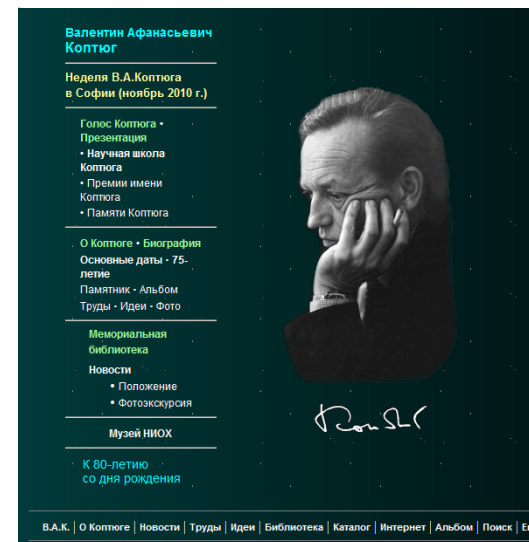 Валентин Афанасьевич
Коптюг
Неделя В.А.Коптюга
в Софии (ноябрь 2010 г.)
Голос Коптюга •
Презентация
• Научная школа
Коптюга
• Премии имени
Коптюга
• Памяти Коптюга
О Коптюге • Биография
Основные даты • 75-
летие
Памятник • Альбом
Труды • Идеи • Фото
Мемориальная
библиотека
Новости
• Положение
• Фотоэкскурсия
Музей НИОХ
К 80-летию
со дня рождения
В.А.К. | О Коптюге | Новости | Труды | Идеи | Библиотека | Каталог | Интернет | Альбом | Поиск |